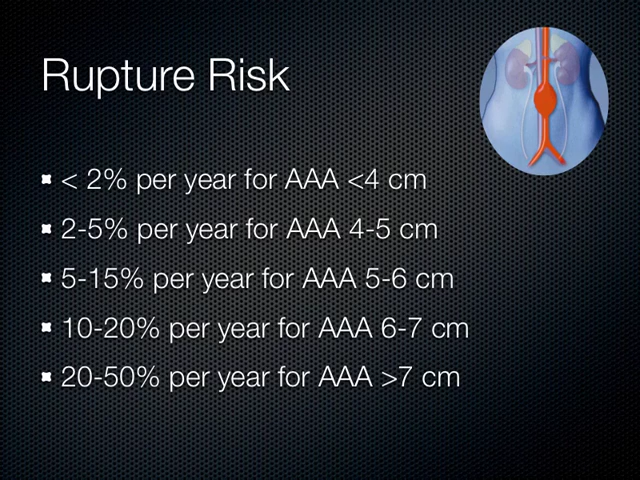 Rupture Risk
< 2% per year for AAA <4 cm
2-5% per year for AAA 4-5 cm
5-15% per year for AAA 5-6 cm
10-20% per year for AAA 6-7 cm
20-50% per year for AAA >7 cm